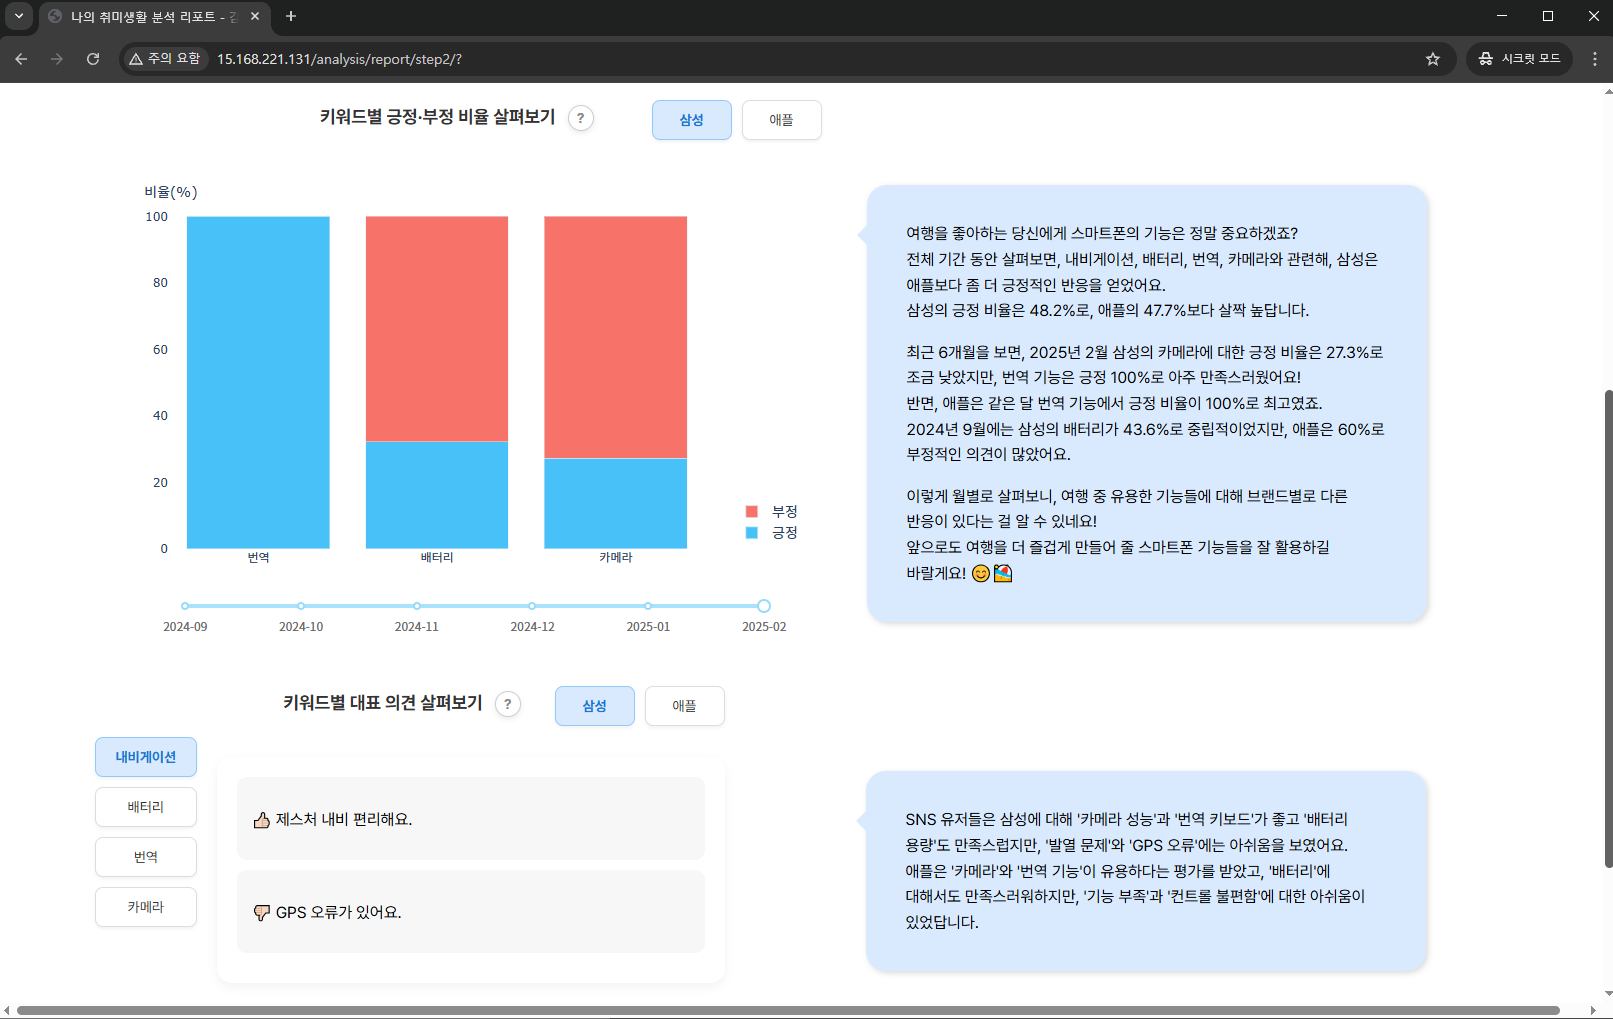 나의 취미생활 분석 리포트 - 김
주의 요함
15.168.221.131/analysis/report/step2/?
시크릿 모드
키워드별 긍정·부정 비율 살펴보기
?
삼성
애플
비율(%)
100
80
60
40
20
0
번역
배터리
카메라
부정
긍정
2024-09
2024-10
2024-11
2024-12
2025-01
2025-02
여행을 좋아하는 당신에게 스마트폰의 기능은 정말 중요하겠죠?
전체 기간 동안 살펴보면, 내비게이션, 배터리, 번역, 카메라와 관련해, 삼성은
애플보다 좀 더 긍정적인 반응을 얻었어요.
삼성의 긍정 비율은 48.2%로, 애플의 47.7%보다 살짝 높답니다.
최근 6개월을 보면, 2025년 2월 삼성의 카메라에 대한 긍정 비율은 27.3%로
조금 낮았지만, 번역 기능은 긍정 100%로 아주 만족스러웠어요!
반면, 애플은 같은 달 번역 기능에서 긍정 비율이 100%로 최고였죠.
2024년 9월에는 삼성의 배터리가 43.6%로 중립적이었지만, 애플은 60%로
부정적인 의견이 많았어요.
이렇게 월별로 살펴보니, 여행 중 유용한 기능들에 대해 브랜드별로 다른
반응이 있다는 걸 알 수 있네요!
앞으로도 여행을 더 즐겁게 만들어 줄 스마트폰 기능들을 잘 활용하길
바랄게요! 😊🏖️
키워드별 대표 의견 살펴보기
?
삼성
애플
내비게이션
배터리
번역
카메라
👍🏻 제스처 내비 편리해요.
👎🏻 GPS 오류가 있어요.
SNS 유저들은 삼성에 대해 '카메라 성능'과 '번역 키보드'가 좋고 '배터리
용량'도 만족스럽지만, '발열 문제'와 'GPS 오류'에는 아쉬움을 보였어요.
애플은 '카메라'와 '번역 기능'이 유용하다는 평가를 받았고, '배터리'에
대해서도 만족스러워하지만, '기능 부족'과 '컨트롤 불편함'에 대한 아쉬움이
있었답니다.